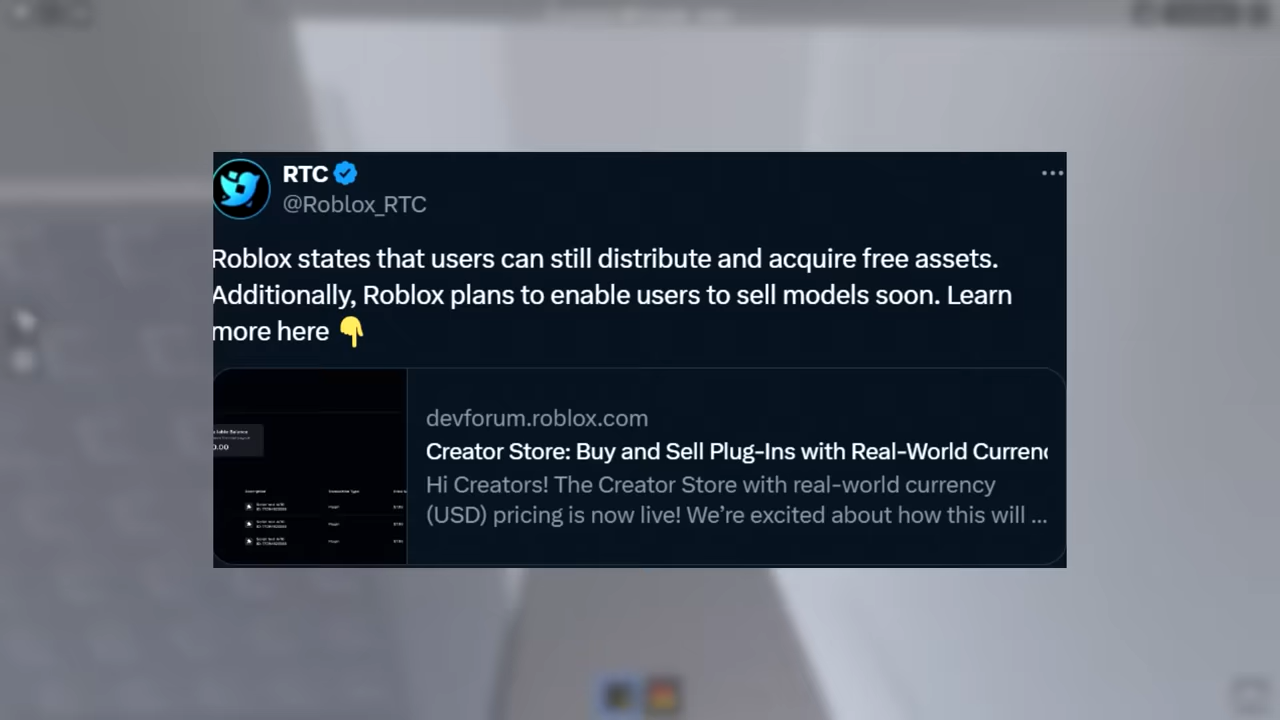 RTC
@Roblox_RTC
Roblox states that users can still distribute and acquire free assets.
Additionally, Roblox plans to enable users to sell models soon. Learn
more here 👇
devforum.roblox.com
Creator Store: Buy and Sell Plug-Ins with Real-World Currenc
Hi Creators! The Creator Store with real-world currency
(USD) pricing is now live! We’re excited about how this will ...